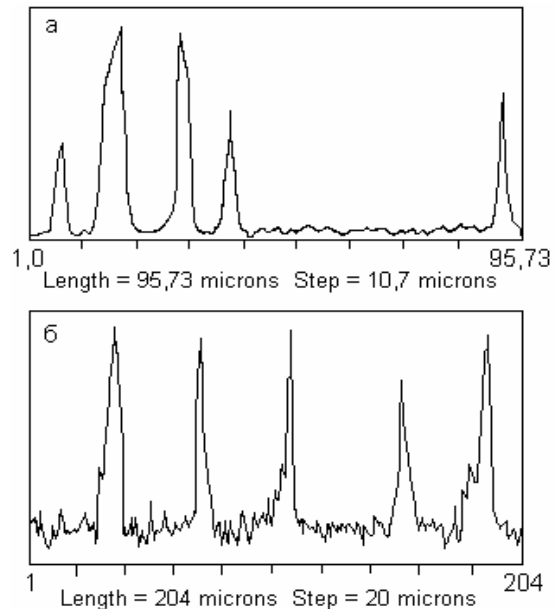 а
1,0 95,73
Length = 95,73 microns Step = 10,7 microns
б
1 204
Length = 204 microns Step = 20 microns